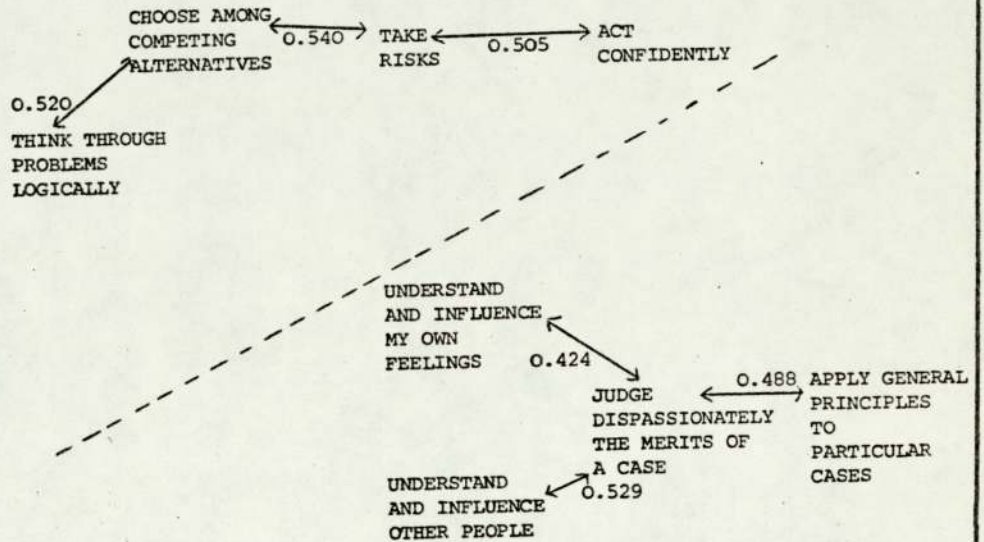 CHOOSE AMONG
COMPETING
ALTERNATIVES
0.540
TAKE
RISKS
0.505
ACT
CONFIDENTLY
0.520
THINK THROUGH
PROBLEMS
LOGICALLY
UNDERSTAND
AND INFLUENCE
MY OWN
FEELINGS
0.424
JUDGE
DISPASSIONATELY
THE MERITS OF
A CASE
0.488
APPLY GENERAL
PRINCIPLES
TO
PARTICULAR
CASES
0.529
UNDERSTAND
AND INFLUENCE
OTHER PEOPLE